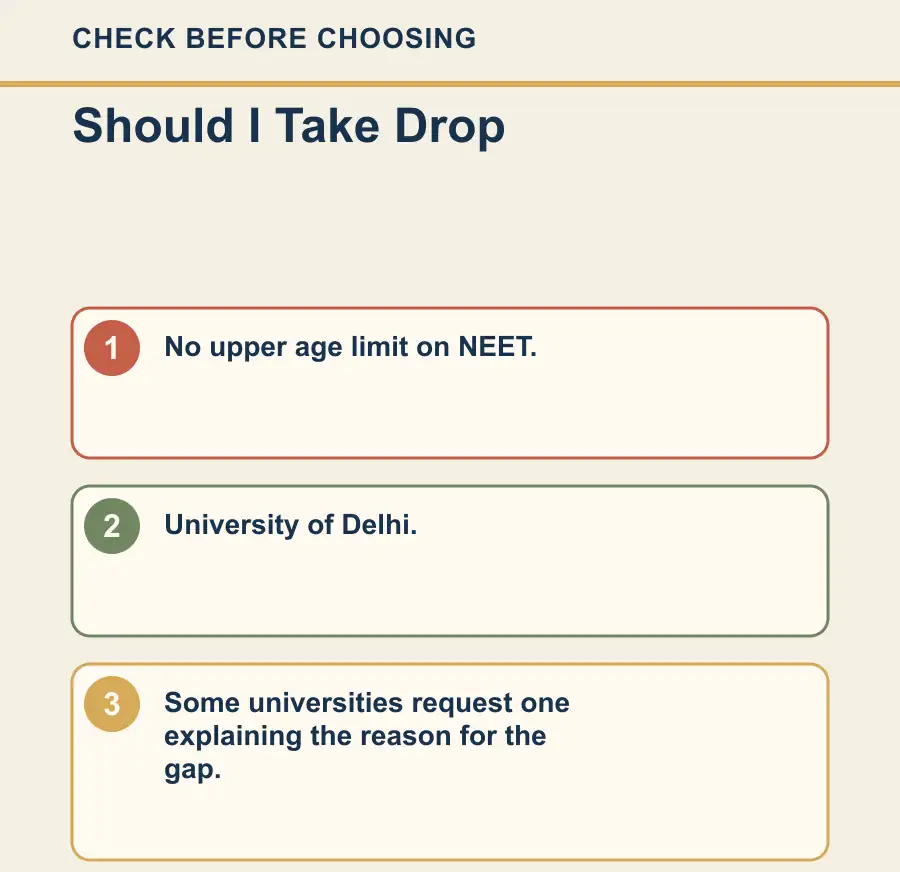 CHECK BEFORE CHOOSING
Should I Take Drop
1
No upper age limit on NEET.
2
University of Delhi.
3
Some universities request one
explaining the reason for the
gap.